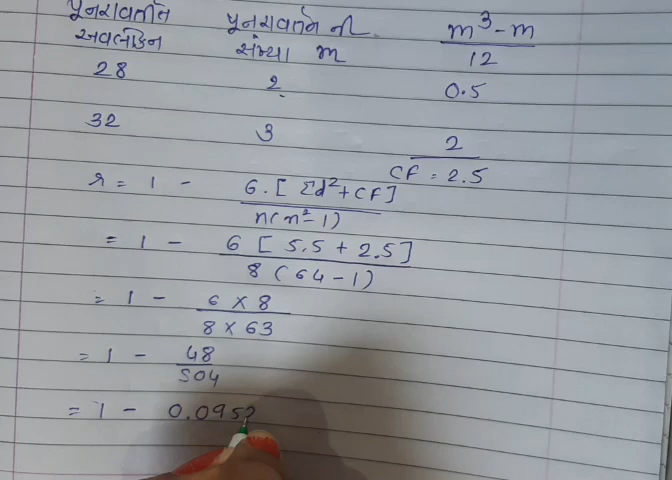 પુનરાવર્તિત પુનરાવર્તન ની m³-m/12
અવલોકન સંખ્યા m
28 2 0.5
32 3 2
CF = 2.5
r = 1 - 6.[Σd²+CF]/n(n²-1)
= 1 - 6[5.5+2.5]/8(64-1)
= 1 - 6×8/8×63
= 1 - 48/504
= 1 - 0.0952